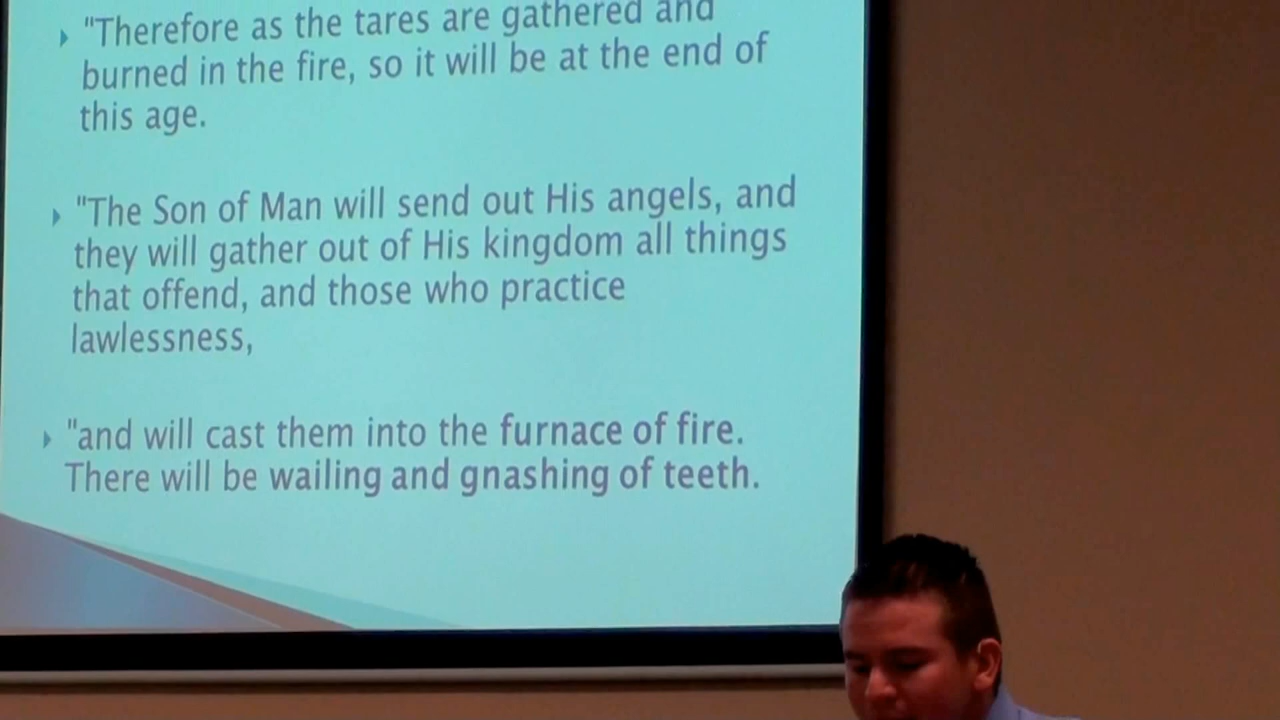 "Therefore as the tares are gathered and
burned in the fire, so it will be at the end of
this age.
"The Son of Man will send out His angels, and
they will gather out of His kingdom all things
that offend, and those who practice
lawlessness,
"and will cast them into the furnace of fire.
There will be wailing and gnashing of teeth.